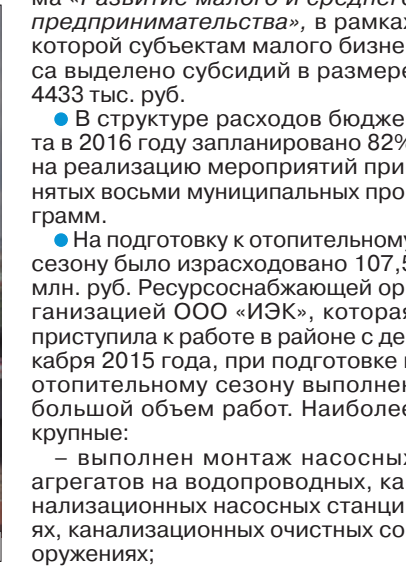 ма «Развитие малого и среднего
предпринимательства», в рамках
которой субъектам малого бизне
са выделено субсидий в размере
4433 тыс. руб.
● В структуре расходов бюдже
та в 2016 году запланировано 82%
на реализацию мероприятий при
нятых восьми муниципальных про
грамм.
● На подготовку к отопительному
сезону было израсходовано 107,5
млн. руб. Ресурсоснабжающей ор
ганизацией ООО «ИЭК», которая
приступила к работе в районе с де
кабря 2015 года, при подготовке
отопительному сезону выполнен
большой объем работ. Наиболее
крупные:
– выполнен монтаж насосных
агрегатов на водопроводных, ка
нализационных насосных станци
ях, канализационных очистных со
оружениях;